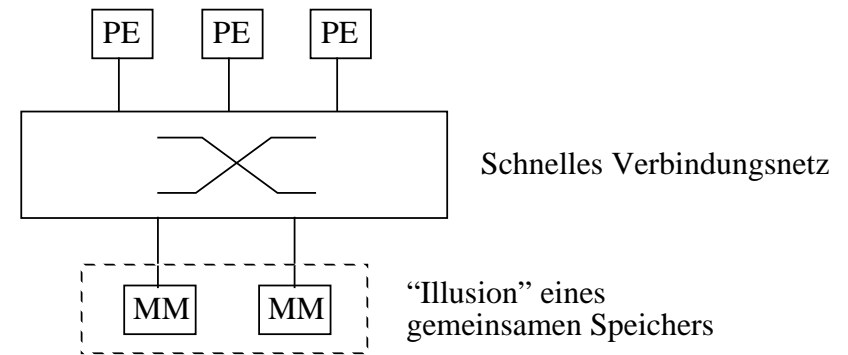 PE PE PE
Schnelles Verbindungsnetz
MM MM
“Illusion” eines
gemeinsamen Speichers